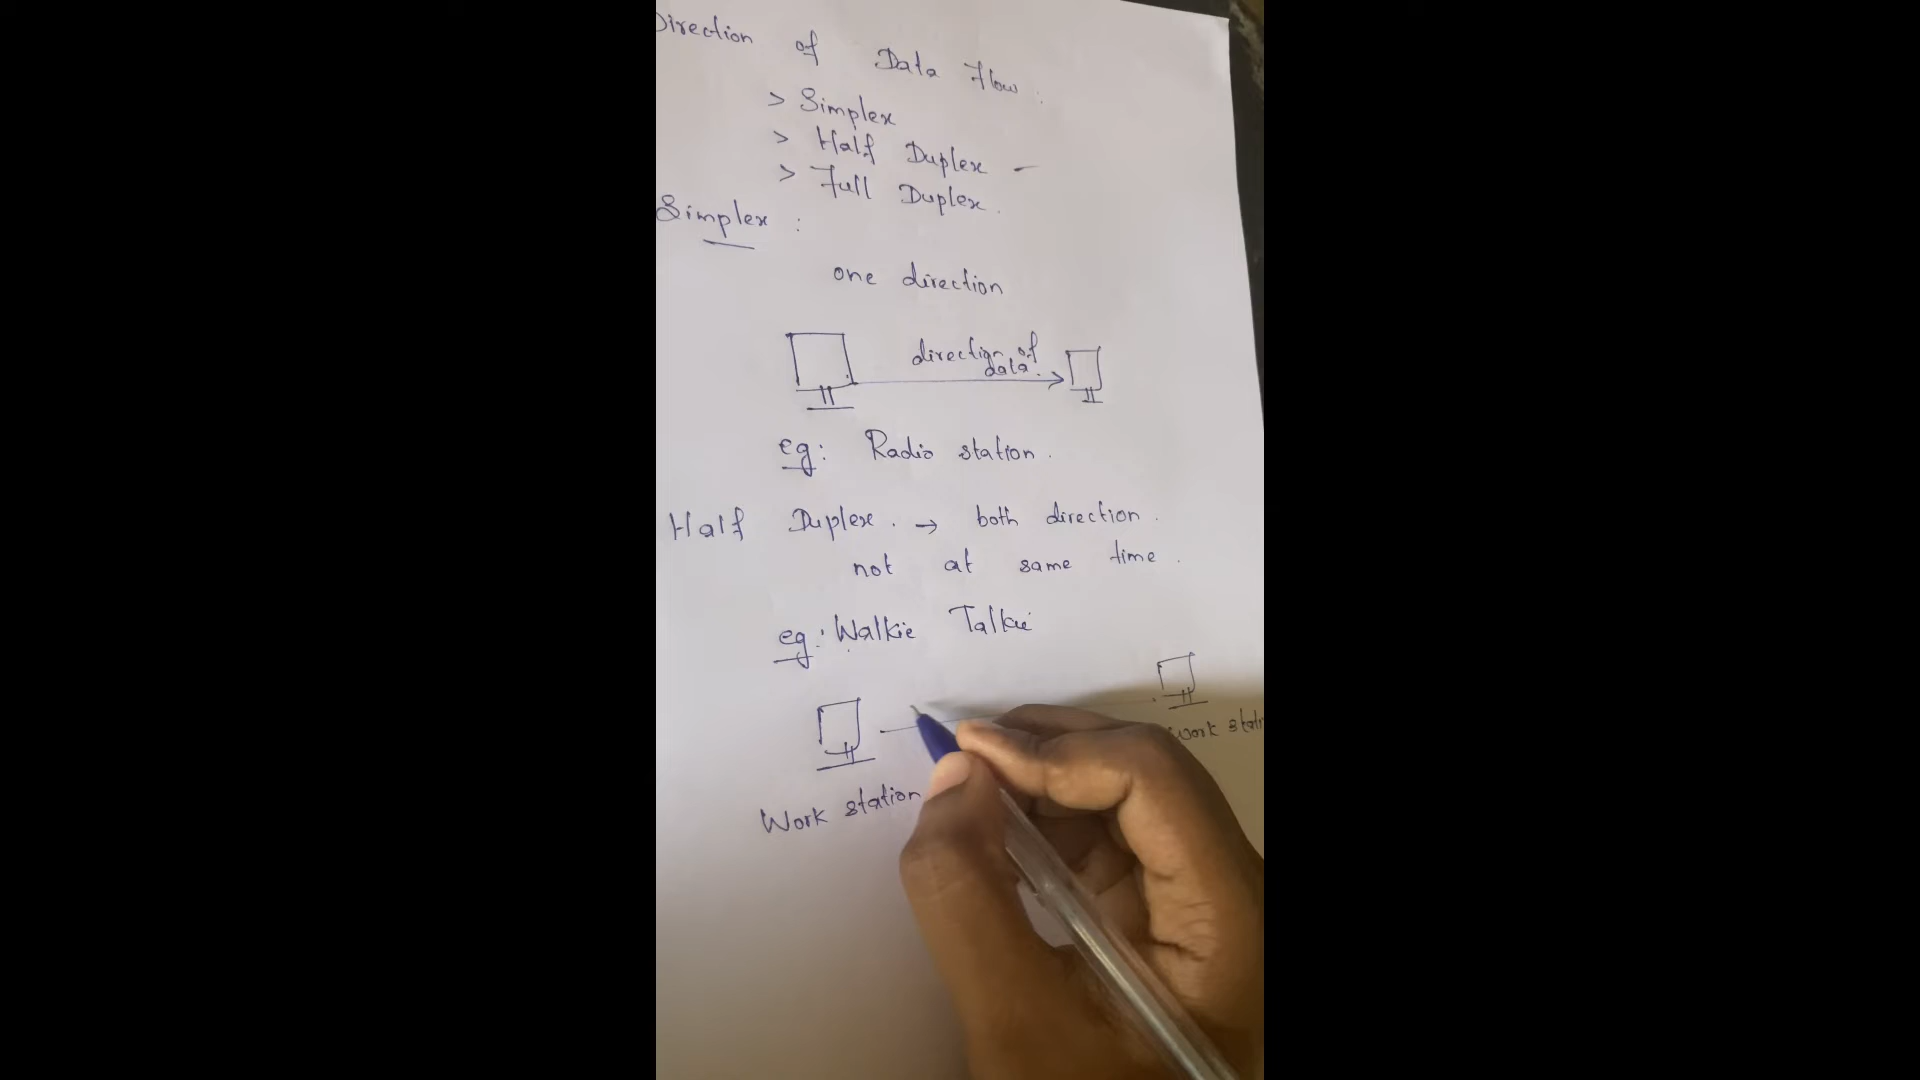 Direction of Data Flow :
> Simplex
> Half Duplex -
> Full Duplex.
Simplex :
one direction
direction of
data.
eg: Radio station.
Half Duplex. → both direction.
not at same time.
eg: Walkie Talkie
Work station
Work